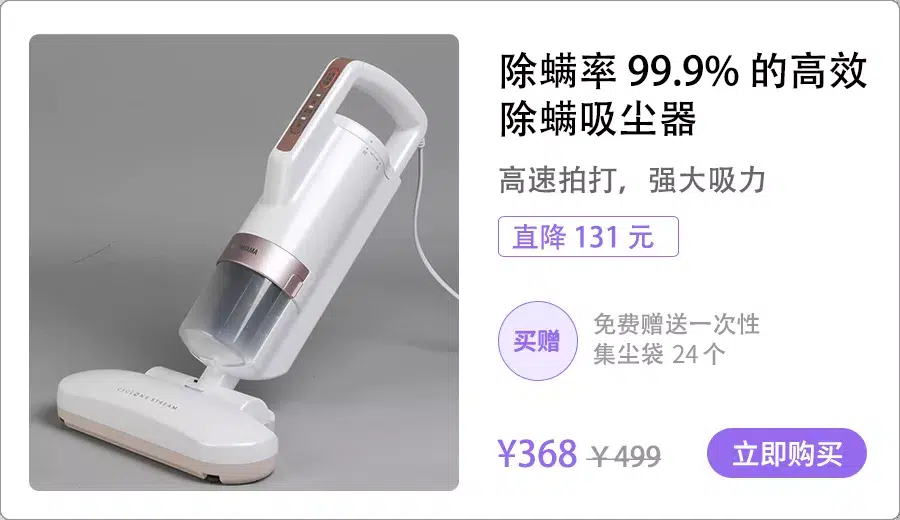 除螨率 99.9% 的高效
除螨吸尘器
高速拍打，强大吸力
直降 131 元
买赠
免费赠送一次性
集尘袋 24 个
¥368 ¥499
立即购买
CYCLONE STREAM